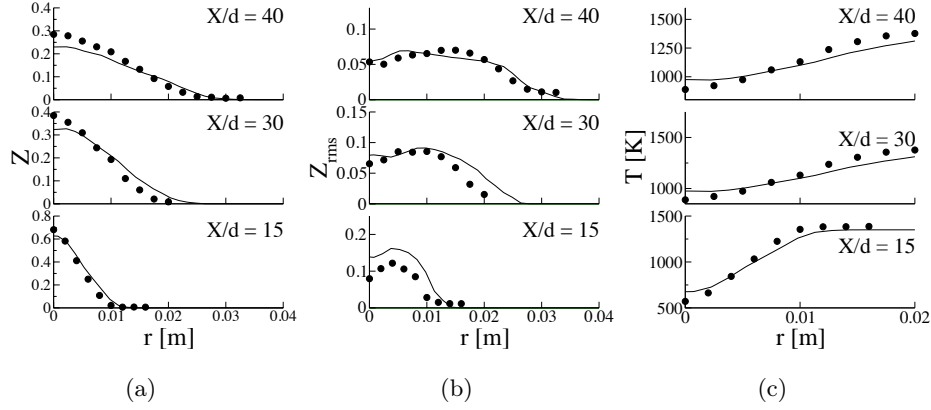 0.4
X/d = 40
0.3
0.2
0.1
0
0.4
X/d = 30
0.3
0.2
0.1
0
0.8
X/d = 15
0.6
0.4
0.2
0
0 0.01 0.02 0.03 0.04
Z
r [m]
(a)
X/d = 40
0.1
0.05
0
0.15
X/d = 30
0.1
0.05
0
X/d = 15
0.2
0.1
0
0 0.01 0.02 0.03 0.04
Zrms
r [m]
(b)
X/d = 40
1500
1250
1000
X/d = 30
1250
1000
1500
X/d = 15
1250
1000
750
500
0 0.01 0.02
T [K]
r [m]
(c)